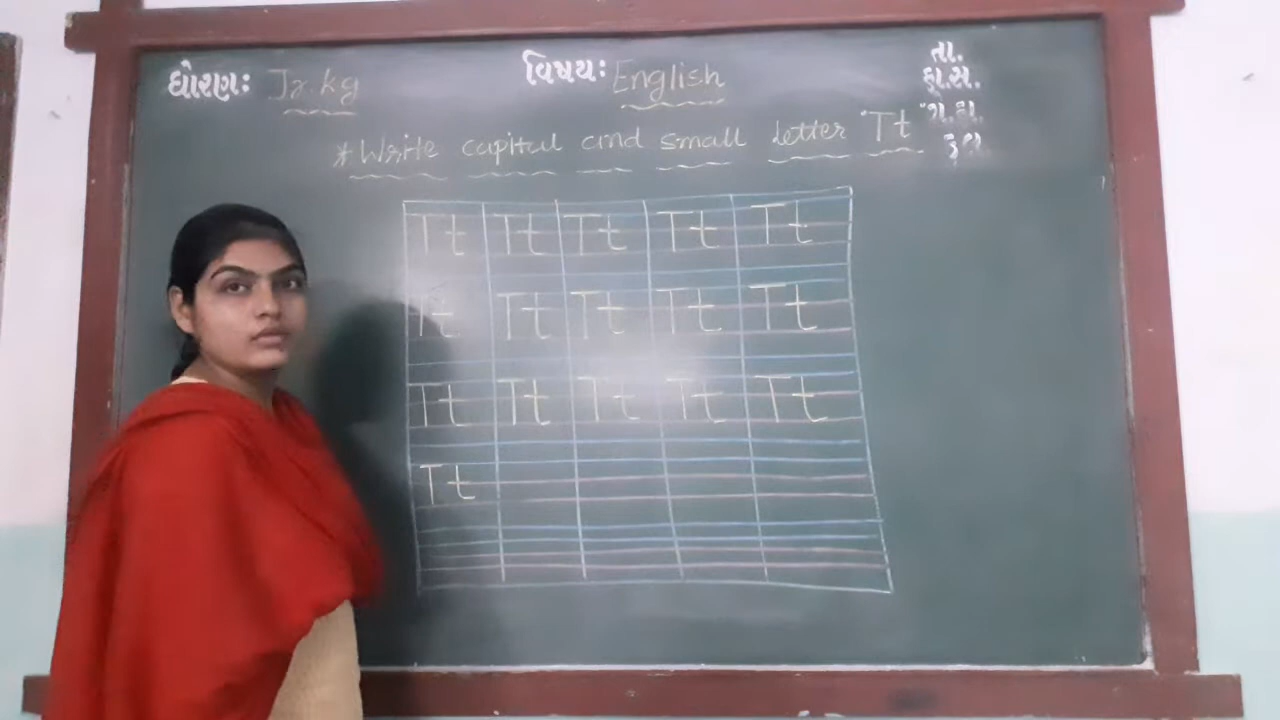 ધોરણ: Jr. kg
વિષય: English
તા.
કુ.સ.
ગે.હા.
કુલ
*Write capital and small letter "Tt"
Tt Tt Tt Tt Tt
Tt Tt Tt Tt Tt
Tt Tt Tt Tt Tt
Tt